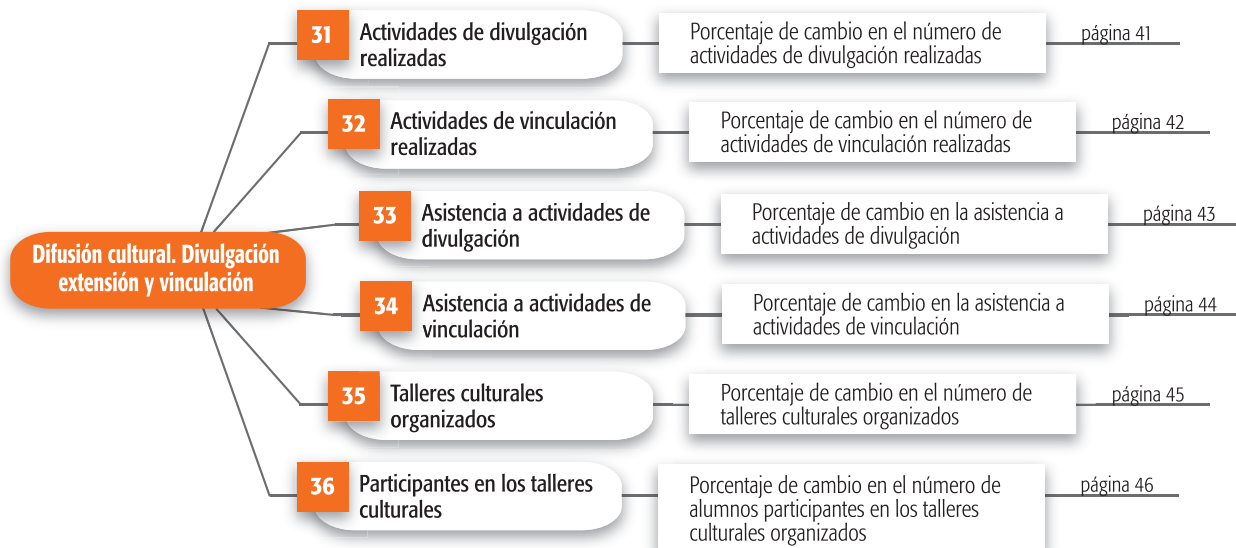 Difusión cultural. Divulgación
extensión y vinculación
31
Actividades de divulgación
realizadas
Porcentaje de cambio en el número de
actividades de divulgación realizadas
página 41
32
Actividades de vinculación
realizadas
Porcentaje de cambio en el número de
actividades de vinculación realizadas
página 42
33
Asistencia a actividades de
divulgación
Porcentaje de cambio en la asistencia a
actividades de divulgación
página 43
34
Asistencia a actividades de
vinculación
Porcentaje de cambio en la asistencia a
actividades de vinculación
página 44
35
Talleres culturales
organizados
Porcentaje de cambio en el número de
talleres culturales organizados
página 45
36
Participantes en los talleres
culturales
Porcentaje de cambio en el número de
alumnos participantes en los talleres
culturales organizados
página 46